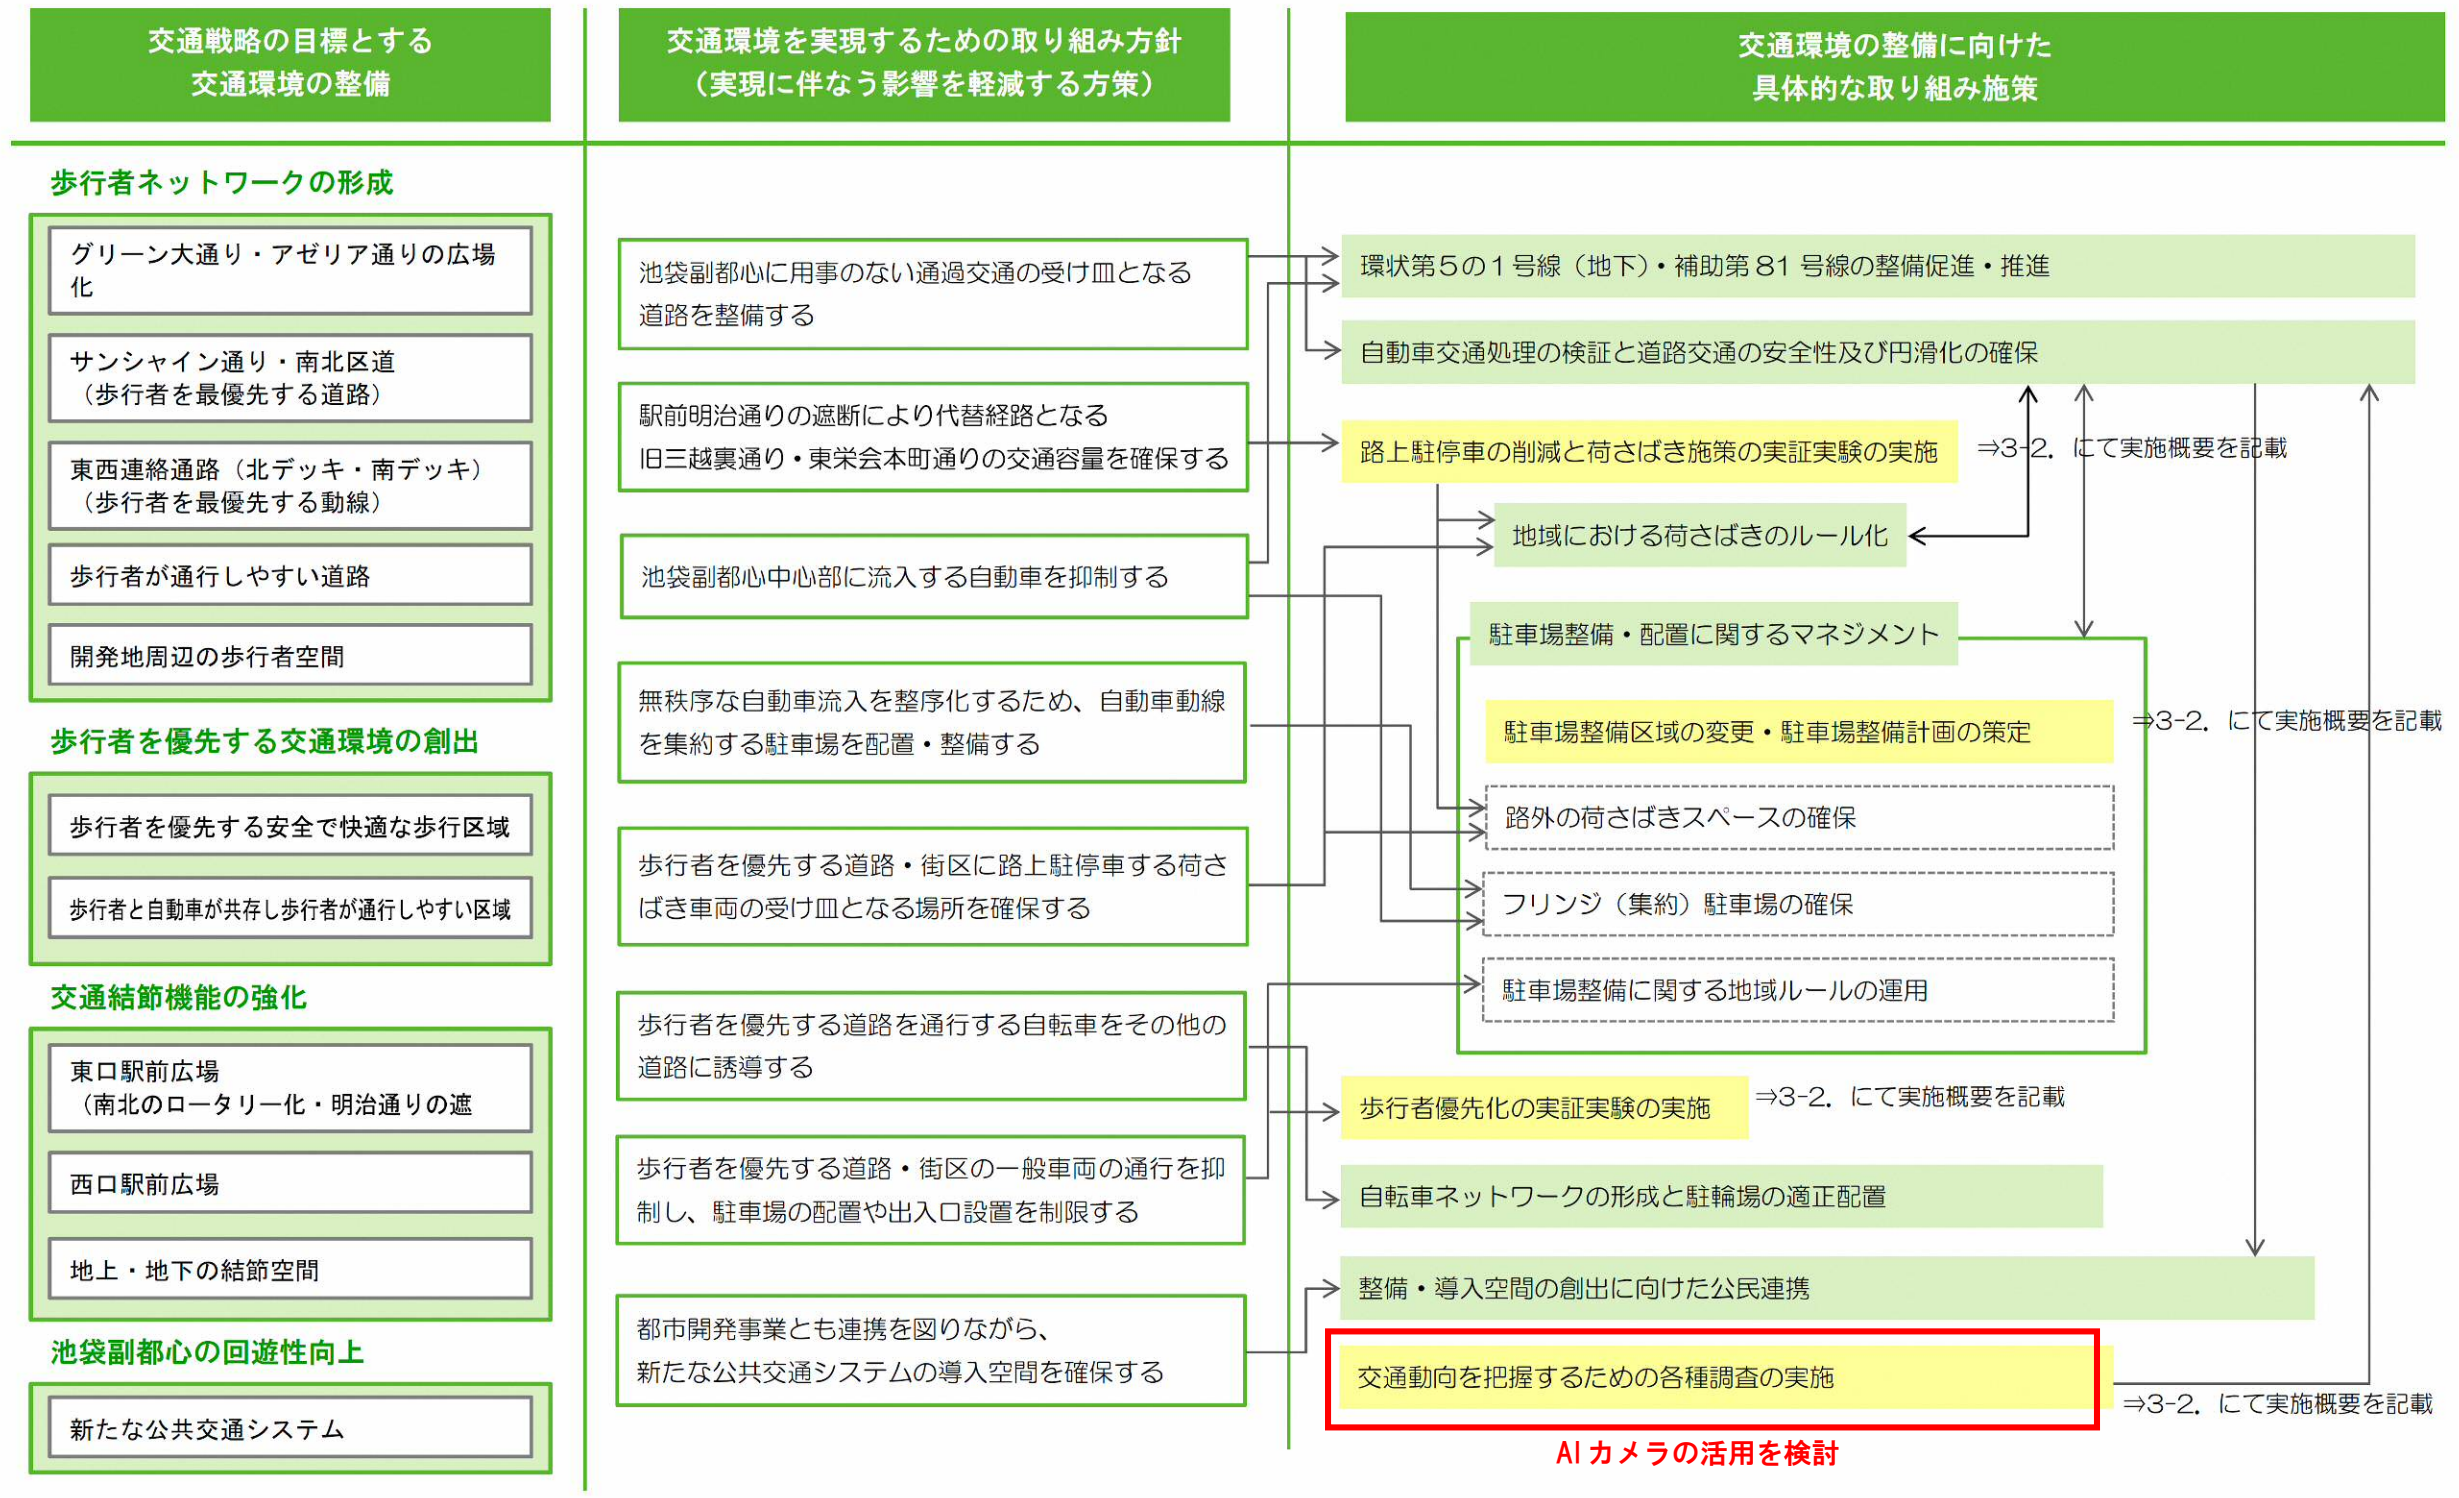 交通戦略の目標とする
交通環境の整備
交通環境を実現するための取り組み方針
（実現に伴なう影響を軽減する方策）
交通環境の整備に向けた
具体的な取り組み施策
歩行者ネットワークの形成
グリーン大通り・アゼリア通りの広場
化
サンシャイン通り・南北区道
（歩行者を最優先する道路）
東西連絡通路（北デッキ・南デッキ）
（歩行者を最優先する動線）
歩行者が通行しやすい道路
開発地周辺の歩行者空間
歩行者を優先する交通環境の創出
歩行者を優先する安全で快適な歩行区域
歩行者と自動車が共存し歩行者が通行しやすい区域
交通結節機能の強化
東口駅前広場
（南北のロータリー化・明治通りの遮
西口駅前広場
地上・地下の結節空間
池袋副都心の回遊性向上
新たな公共交通システム
池袋副都心に用事のない通過交通の受け皿となる
道路を整備する
駅前明治通りの遮断により代替経路となる
旧三越裏通り・東栄会本町通りの交通容量を確保する
池袋副都心中心部に流入する自動車を抑制する
無秩序な自動車流入を整序化するため、自動車動線
を集約する駐車場を配置・整備する
歩行者を優先する道路・街区に路上駐停車する荷さ
ばき車両の受け皿となる場所を確保する
歩行者を優先する道路を通行する自転車をその他の
道路に誘導する
歩行者を優先する道路・街区の一般車両の通行を抑
制し、駐車場の配置や出入口設置を制限する
都市開発事業とも連携を図りながら、
新たな公共交通システムの導入空間を確保する
環状第５の１号線（地下）・補助第 81 号線の整備促進・推進
自動車交通処理の検証と道路交通の安全性及び円滑化の確保
路上駐停車の削減と荷さばき施策の実証実験の実施
⇒3-2．にて実施概要を記載
地域における荷さばきのルール化
駐車場整備・配置に関するマネジメント
駐車場整備区域の変更・駐車場整備計画の策定
⇒3-2．にて実施概要を記載
路外の荷さばきスペースの確保
フリンジ（集約）駐車場の確保
駐車場整備に関する地域ルールの運用
歩行者優先化の実証実験の実施
⇒3-2．にて実施概要を記載
自転車ネットワークの形成と駐輪場の適正配置
整備・導入空間の創出に向けた公民連携
交通動向を把握するための各種調査の実施
⇒3-2．にて実施概要を記載
AI カメラの活用を検討